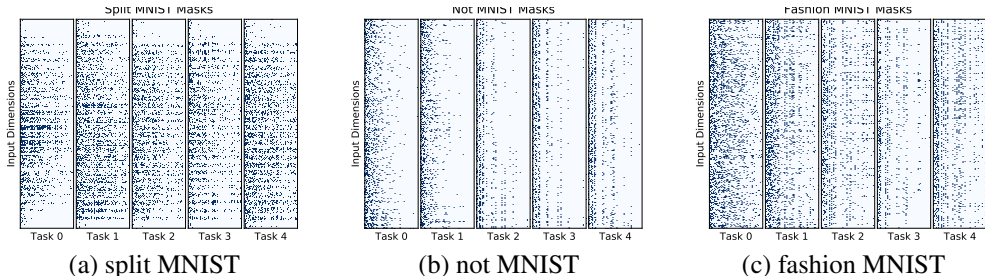 Split MNIST Masks
Input Dimensions
Task 0 Task 1 Task 2 Task 3 Task 4
(a) split MNIST
Not MNIST Masks
Input Dimensions
Task 0 Task 1 Task 2 Task 3 Task 4
(b) not MNIST
Fashion MNIST Masks
Input Dimensions
Task 0 Task 1 Task 2 Task 3 Task 4
(c) fashion MNIST